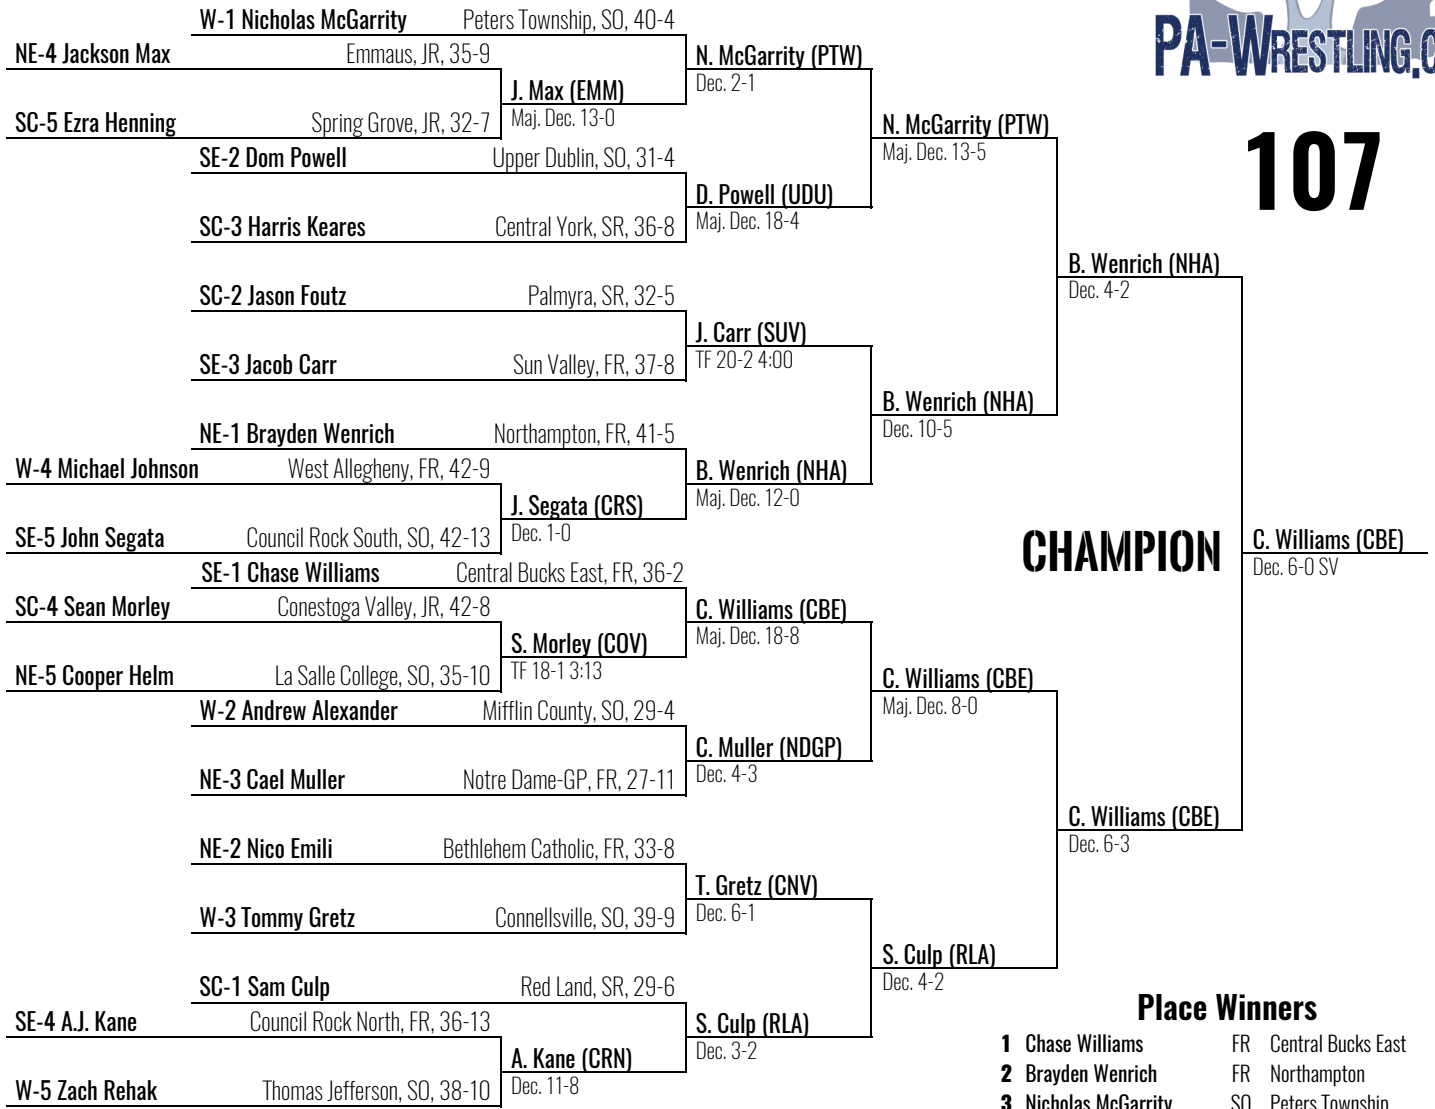 W-1 Nicholas McGarrity Peters Township, SO, 40-4
NE-4 Jackson Max Emmaus, JR, 35-9
N. McGarrity (PTW)
Dec. 2-1
J. Max (EMM)
Maj. Dec. 13-0
SC-5 Ezra Henning Spring Grove, JR, 32-7
N. McGarrity (PTW)
Maj. Dec. 13-5
SE-2 Dom Powell Upper Dublin, SO, 31-4
D. Powell (UDU)
Maj. Dec. 18-4
SC-3 Harris Keares Central York, SR, 36-8
B. Wenrich (NHA)
Dec. 4-2
SC-2 Jason Foutz Palmyra, SR, 32-5
J. Carr (SUV)
TF 20-2 4:00
SE-3 Jacob Carr Sun Valley, FR, 37-8
B. Wenrich (NHA)
Dec. 10-5
NE-1 Brayden Wenrich Northampton, FR, 41-5
W-4 Michael Johnson West Allegheny, FR, 42-9
B. Wenrich (NHA)
Maj. Dec. 12-0
J. Segata (CRS)
Dec. 1-0
SE-5 John Segata Council Rock South, SO, 42-13
CHAMPION
C. Williams (CBE)
Dec. 6-0 SV
SE-1 Chase Williams Central Bucks East, FR, 36-2
SC-4 Sean Morley Conestoga Valley, JR, 42-8
C. Williams (CBE)
Maj. Dec. 18-8
S. Morley (COV)
TF 18-1 3:13
NE-5 Cooper Helm La Salle College, SO, 35-10
C. Williams (CBE)
Maj. Dec. 8-0
W-2 Andrew Alexander Mifflin County, SO, 29-4
C. Muller (NDGP)
Dec. 4-3
NE-3 Cael Muller Notre Dame-GP, FR, 27-11
C. Williams (CBE)
Dec. 6-3
NE-2 Nico Emili Bethlehem Catholic, FR, 33-8
T. Gretz (CNV)
Dec. 6-1
W-3 Tommy Gretz Connellsville, SO, 39-9
S. Culp (RLA)
Dec. 4-2
SC-1 Sam Culp Red Land, SR, 29-6
SE-4 A.J. Kane Council Rock North, FR, 36-13
S. Culp (RLA)
Dec. 3-2
A. Kane (CRN)
Dec. 11-8
W-5 Zach Rehak Thomas Jefferson, SO, 38-10
PA-WRESTLING.C
107
Place Winners
1 Chase Williams FR Central Bucks East
2 Brayden Wenrich FR Northampton
3 Nicholas McGarrity SO Peters Township